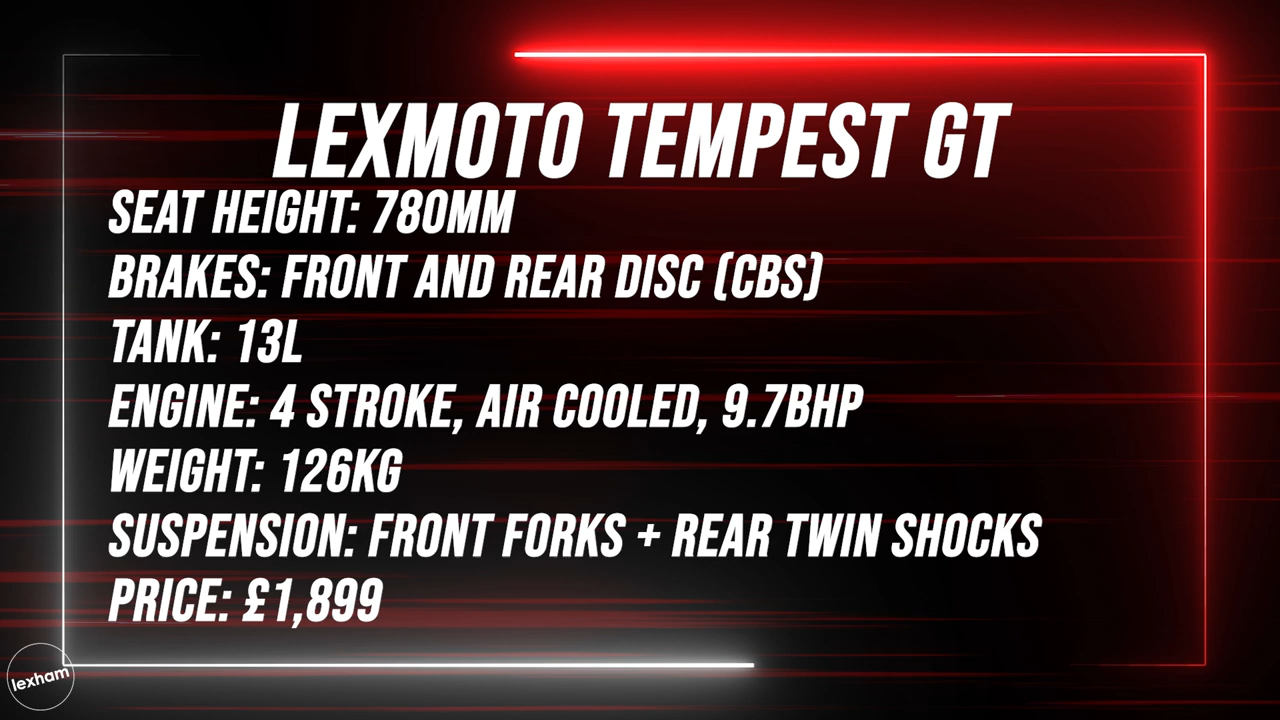 LEXMOTO TEMPEST GT
SEAT HEIGHT: 780MM
BRAKES: FRONT AND REAR DISC (CBS)
TANK: 13L
ENGINE: 4 STROKE, AIR COOLED, 9.7BHP
WEIGHT: 126KG
SUSPENSION: FRONT FORKS + REAR TWIN SHOCKS
PRICE: £1,899
lexham